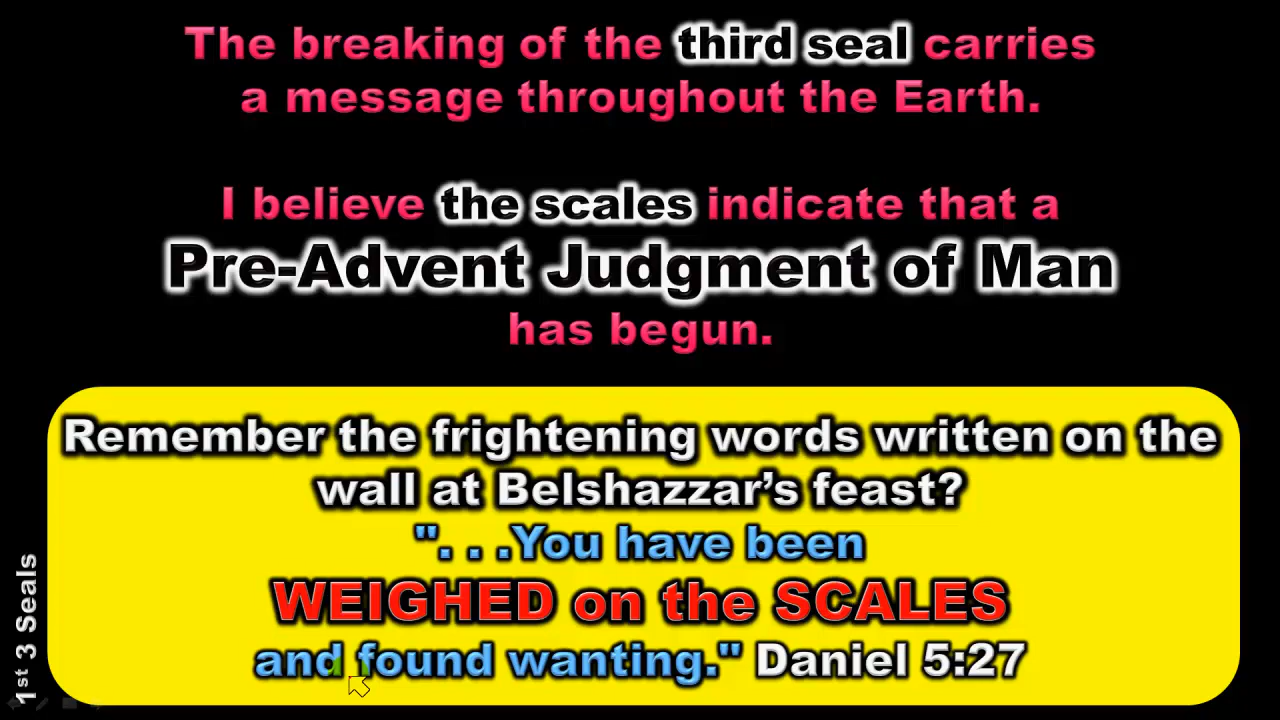 The breaking of the third seal carries
a message throughout the Earth.
I believe the scales indicate that a
Pre-Advent Judgment of Man
has begun.
Remember the frightening words written on the
wall at Belshazzar’s feast?
". . .You have been
WEIGHED on the SCALES
and found wanting." Daniel 5:27
1st 3 Seals